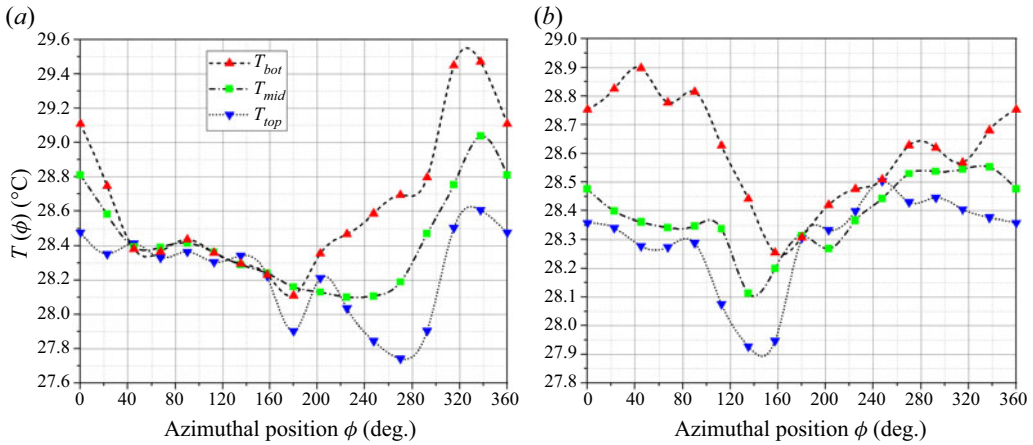 (a)
29.6
29.4
29.2
29.0
28.8
28.6
28.4
28.2
28.0
27.8
27.6
T (ϕ) (°C)
T_bot
T_mid
T_top
0 40 80 120 160 200 240 280 320 360
Azimuthal position ϕ (deg.)
(b)
29.0
28.9
28.8
28.7
28.6
28.5
28.4
28.3
28.2
28.1
28.0
27.9
27.8
0 40 80 120 160 200 240 280 320 360
Azimuthal position ϕ (deg.)